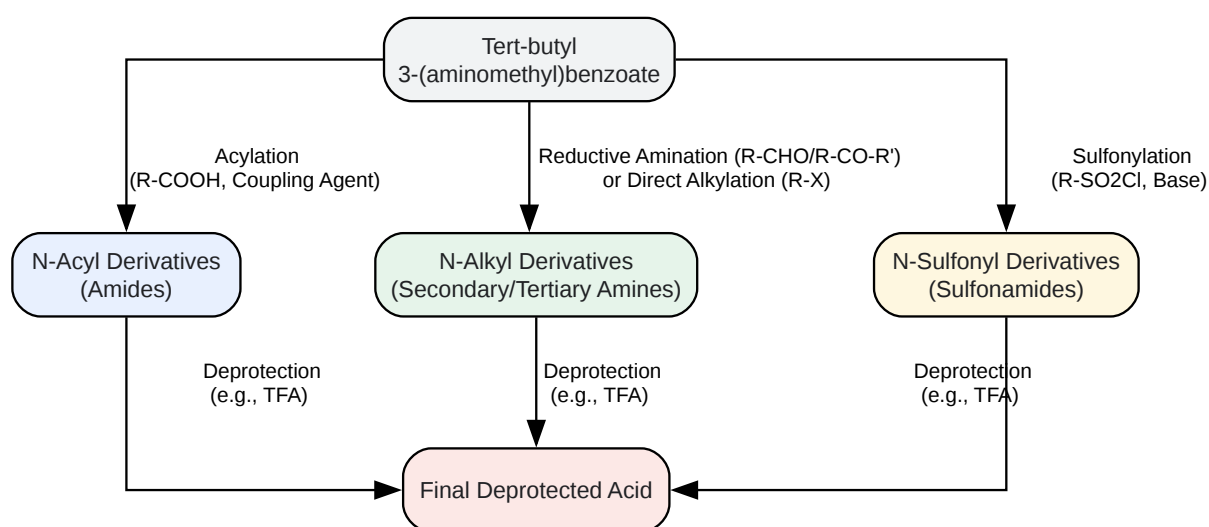 Tert-butyl
3-(aminomethyl)benzoate
Acylation
(R-COOH, Coupling Agent)
Reductive Amination (R-CHO/R-CO-R')
or Direct Alkylation (R-X)
Sulfonylation
(R-SO2Cl, Base)
N-Acyl Derivatives
(Amides)
N-Alkyl Derivatives
(Secondary/Tertiary Amines)
N-Sulfonyl Derivatives
(Sulfonamides)
Deprotection
(e.g., TFA)
Deprotection
(e.g., TFA)
Deprotection
(e.g., TFA)
Final Deprotected Acid